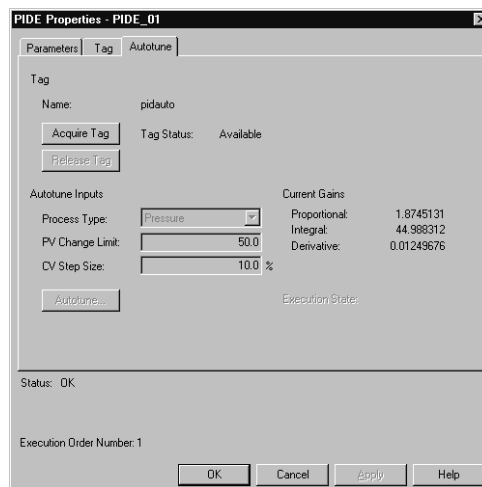 PIDE Properties - PIDE_01
Parameters Tag Autotune
Tag
Name: pidauto
Acquire Tag Tag Status: Available
Release Tag
Autotune Inputs Current Gains
Process Type: Pressure Proportional: 1.8745131
PV Change Limit: 50.0 Integral: 44.988312
CV Step Size: 10.0 % Derivative: 0.01249676
Autotune... Execution State:
Status: OK
Execution Order Number: 1
OK Cancel Apply Help